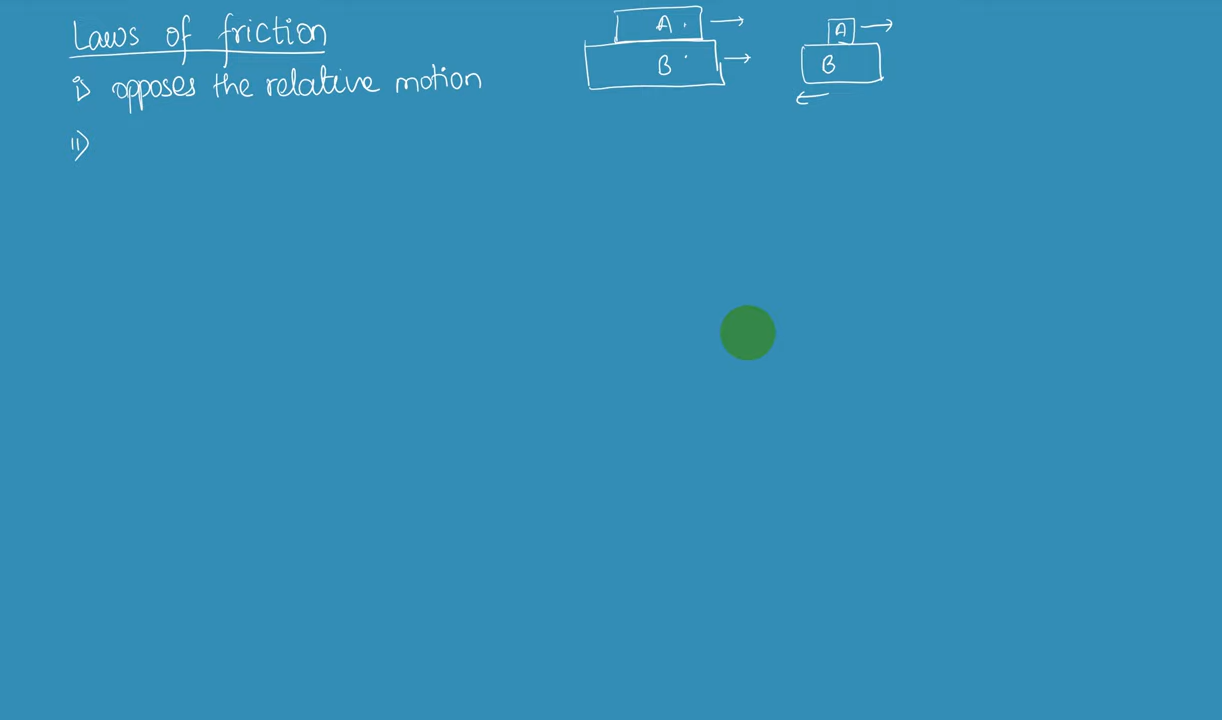 Laws of friction
i) opposes the relative motion
ii)
A
B
A
B